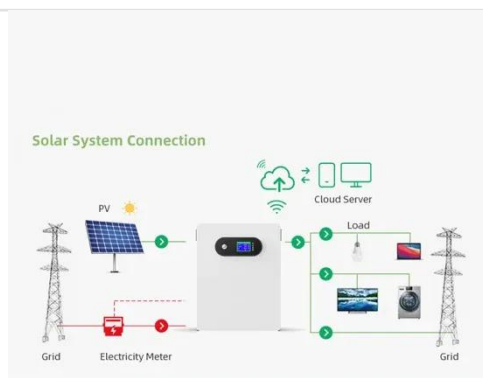 Solar System Connection
Cloud Server
PV
Load
Grid
Electricity Meter
Grid